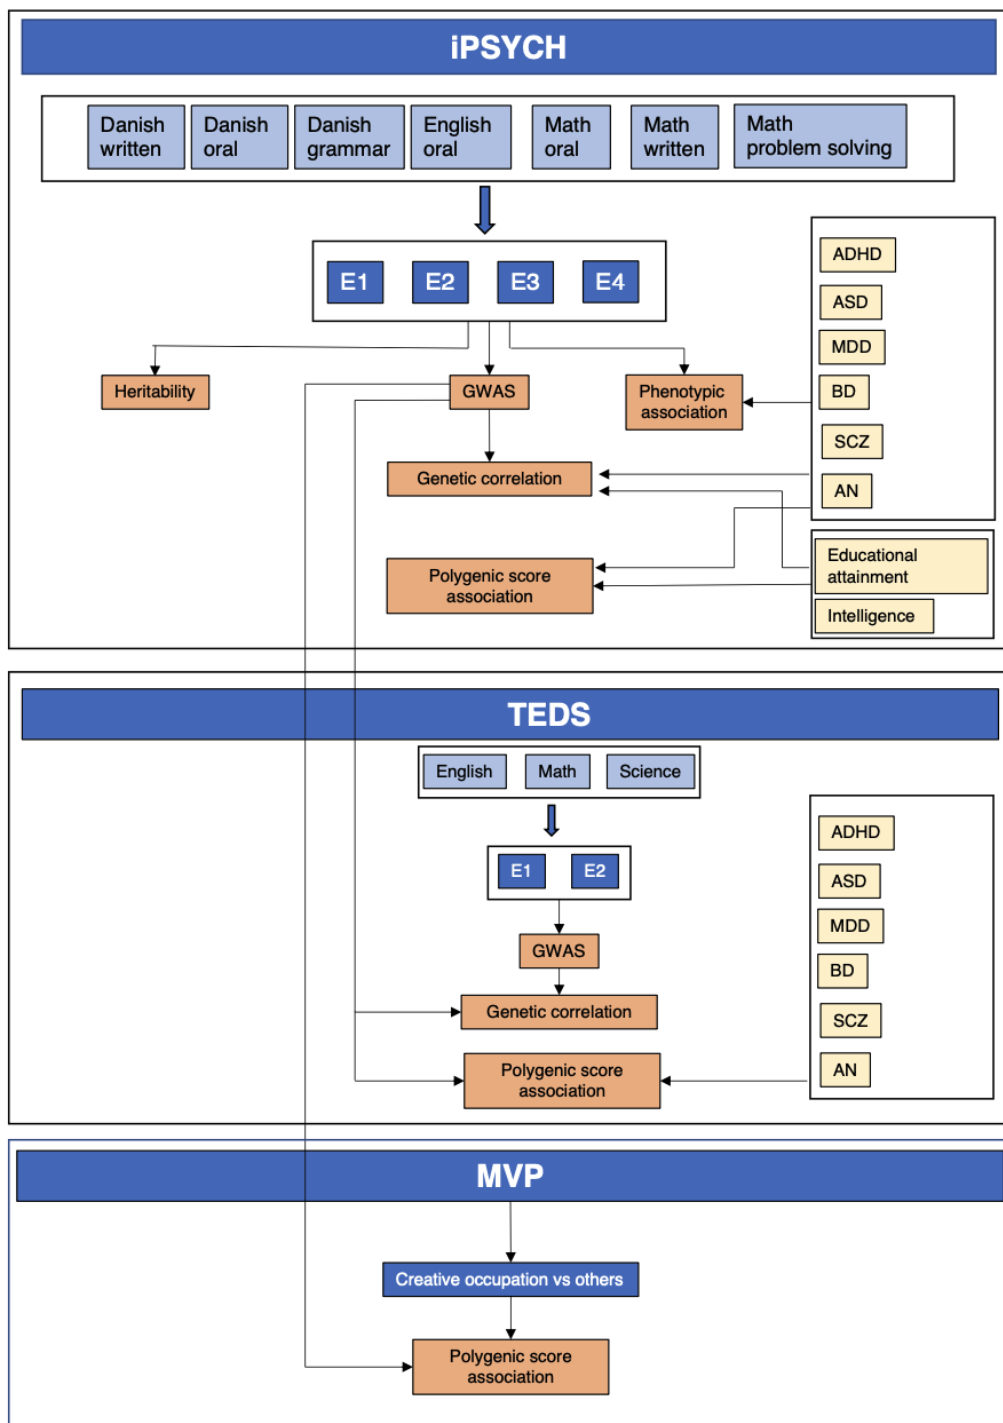 iPSYCH
Danish
written
Danish
oral
Danish
grammar
English
oral
Math
oral
Math
written
Math
problem solving
E1
E2
E3
E4
ADHD
ASD
MDD
BD
SCZ
AN
Heritability
GWAS
Phenotypic
association
Genetic correlation
Polygenic score
association
Educational
attainment
Intelligence
TEDS
English
Math
Science
E1
E2
GWAS
Genetic correlation
Polygenic score
association
ADHD
ASD
MDD
BD
SCZ
AN
MVP
Creative occupation vs others
Polygenic score
association